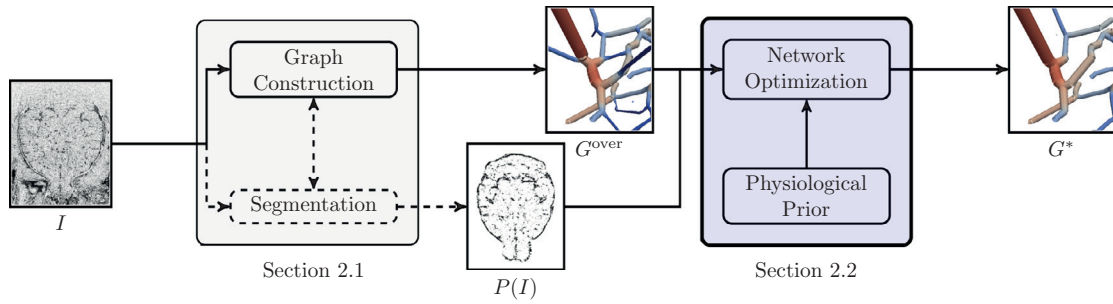 Graph
Construction
Segmentation
I
Section 2.1
P(I)
G^over
Network
Optimization
Physiological
Prior
Section 2.2
G*